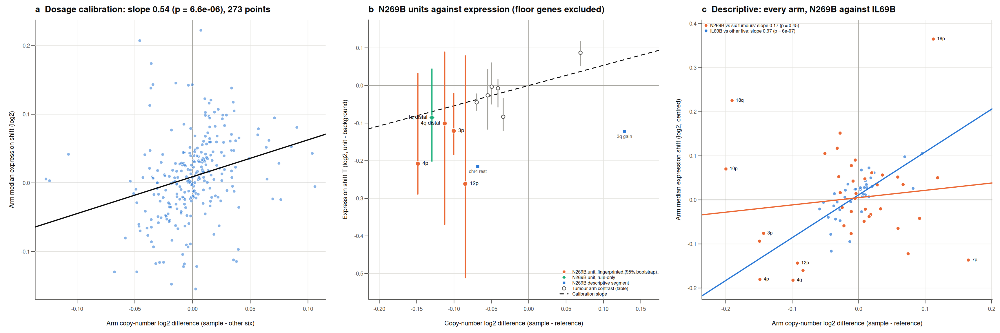 a Dosage calibration: slope 0.54 (p = 6.6e-06), 273 points
Arm median expression shift (log2)
0.2
0.1
0.0
-0.1
-0.10
-0.05
0.00
0.05
0.10
Arm copy-number log2 difference (sample - other six)
b N269B units against expression (floor genes excluded)
Expression shift T (log2, unit - background)
0.1
0.0
-0.1
-0.2
-0.3
-0.4
-0.5
1q distal
4q distal
3p
4p
12p
chr4 rest
3q gain
N269B unit, fingerprinted (95% bootstrap)
N269B unit, rule-only
N269B descriptive segment
Tumour arm contrast (table)
Calibration slope
-0.20
-0.15
-0.10
-0.05
0.00
0.05
0.10
0.15
Copy-number log2 difference (sample - reference)
c Descriptive: every arm, N269B against IL69B
Arm median expression shift (log2, centred)
N269B vs six tumours: slope 0.17 (p = 0.45)
IL69B vs other five: slope 0.97 (p = 6e-07)
0.4
0.3
0.2
0.1
0.0
-0.1
-0.2
18p
18q
10p
3p
12p
7p
4p
4q
-0.2
-0.1
0.0
0.1
0.2
Arm copy-number log2 difference (sample - reference)